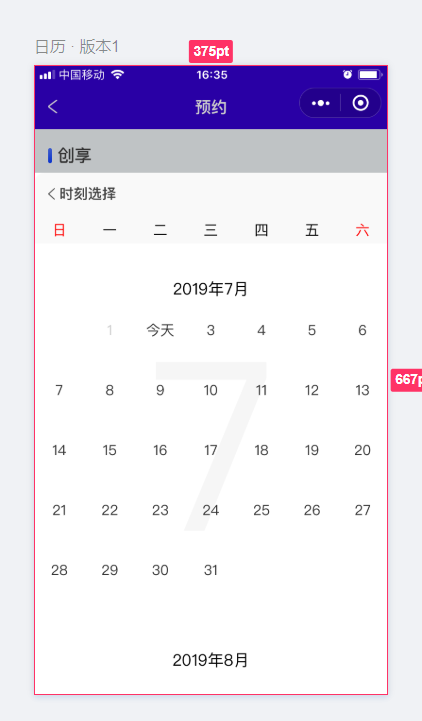 日历 · 版本1
375pt
中国移动 16:35
预约
创享
时刻选择
日 一 二 三 四 五 六
2019年7月
1 今天 3 4 5 6
7 8 9 10 11 12 13
7
14 15 16 17 18 19 20
21 22 23 24 25 26 27
28 29 30 31
2019年8月
667p